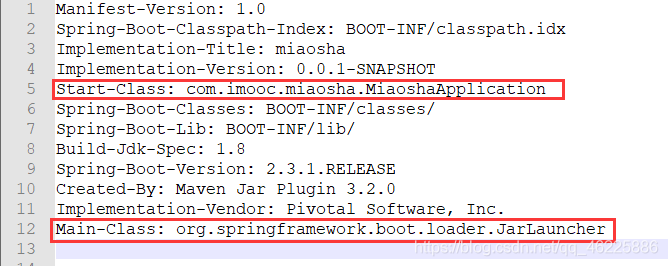 1 Manifest-Version: 1.0
2 Spring-Boot-Classpath-Index: BOOT-INF/classpath.idx
3 Implementation-Title: miaosha
4 Implementation-Version: 0.0.1-SNAPSHOT
5 Start-Class: com.imooc.miaosha.MiaoshaApplication
6 Spring-Boot-Classes: BOOT-INF/classes/
7 Spring-Boot-Lib: BOOT-INF/lib/
8 Build-Jdk-Spec: 1.8
9 Spring-Boot-Version: 2.3.1.RELEASE
10 Created-By: Maven Jar Plugin 3.2.0
11 Implementation-Vendor: Pivotal Software, Inc.
12 Main-Class: org.springframework.boot.loader.JarLauncher
13 https://blog.csdn.net/qq_46225886